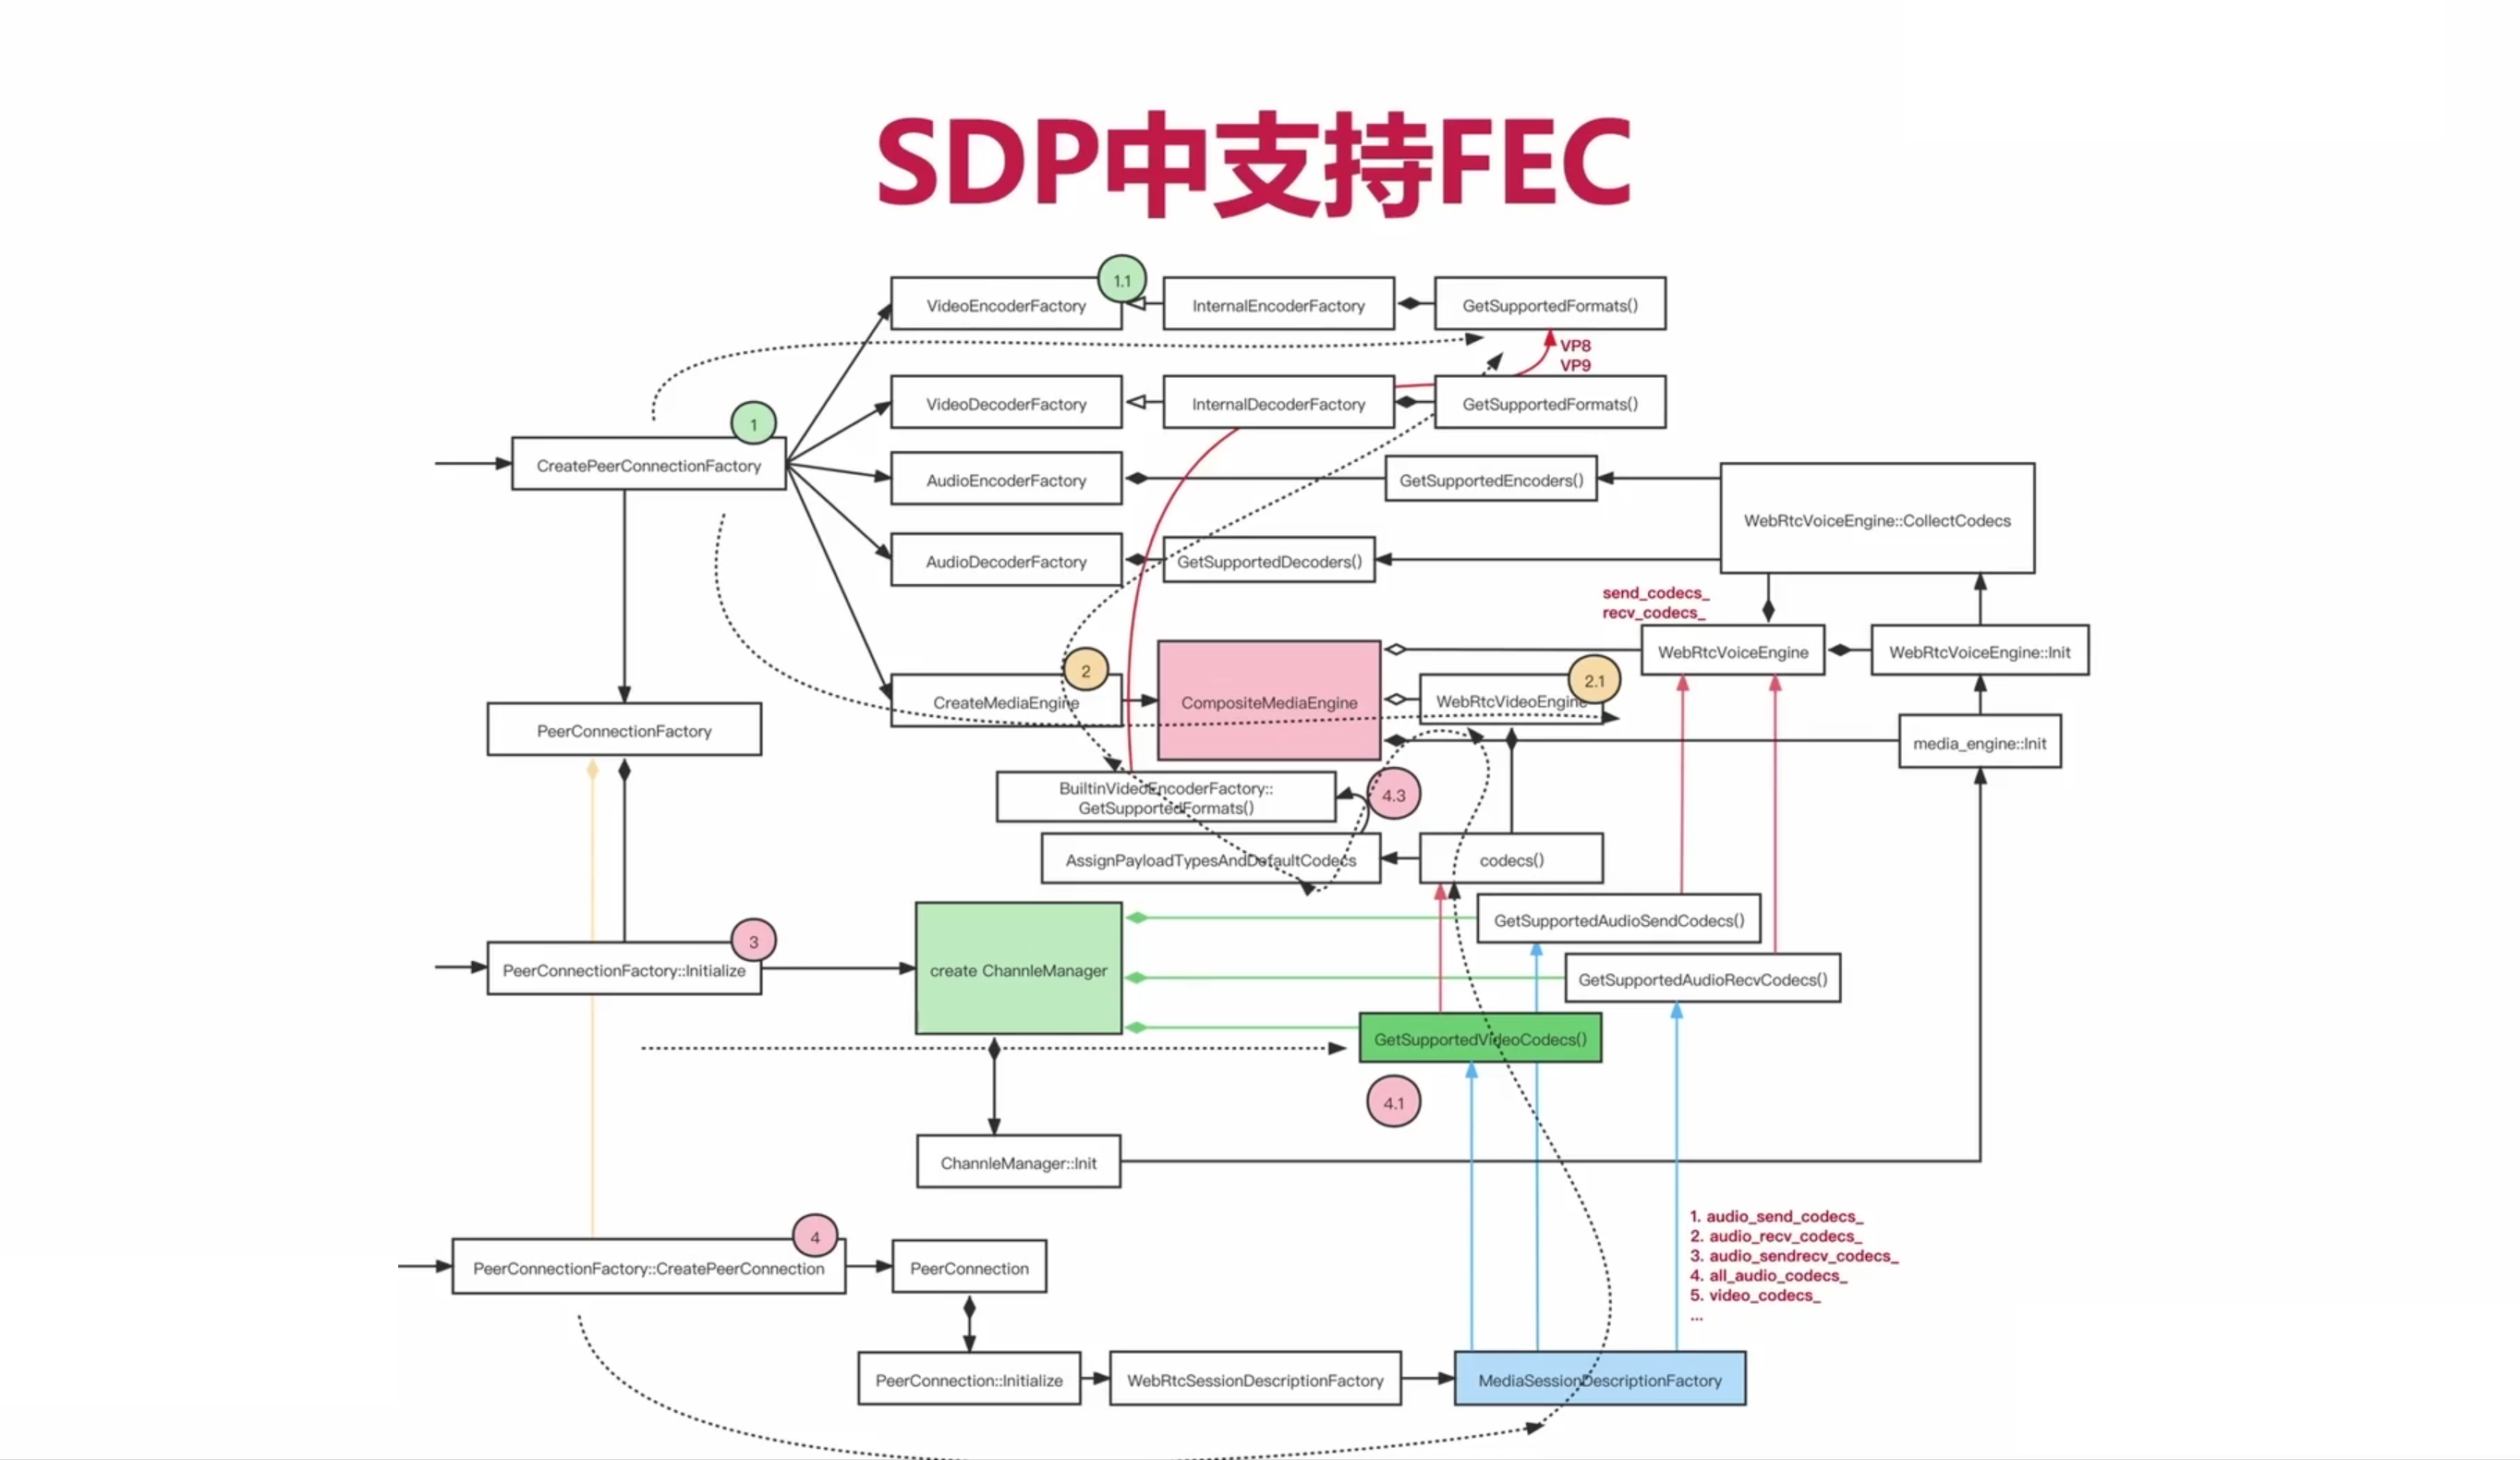 SDP中支持FEC
1.1
VideoEncoderFactory
InternalEncoderFactory
GetSupportedFormats()
VP8
VP9
VideoDecoderFactory
InternalDecoderFactory
GetSupportedFormats()
1
CreatePeerConnectionFactory
AudioEncoderFactory
GetSupportedEncoders()
WebRtcVoiceEngine::CollectCodecs
AudioDecoderFactory
GetSupportedDecoders()
send_codecs_
recv_codecs_
2
CreateMediaEngine
CompositeMediaEngine
WebRtcVoiceEngine
WebRtcVoiceEngine::Init
2.1
WebRtcVideoEngine
PeerConnectionFactory
media_engine::Init
BuiltinVideoEncoderFactory::
GetSupportedFormats()
4.3
AssignPayloadTypesAndDefaultCodecs
codecs()
3
PeerConnectionFactory::Initialize
create ChannleManager
GetSupportedAudioSendCodecs()
GetSupportedAudioRecvCodecs()
GetSupportedVideoCodecs()
4.1
ChannleManager::Init
4
PeerConnectionFactory::CreatePeerConnection
PeerConnection
1. audio_send_codecs_
2. audio_recv_codecs_
3. audio_sendrecv_codecs_
4. all_audio_codecs_
5. video_codecs_
...
PeerConnection::Initialize
WebRtcSessionDescriptionFactory
MediaSessionDescriptionFactory